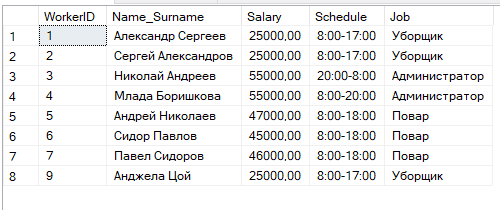 WorkerID Name_Surname Salary Schedule Job
1 1 Александр Сергеев 25000,00 8:00-17:00 Уборщик
2 2 Сергей Александров 25000,00 8:00-17:00 Уборщик
3 3 Николай Андреев 55000,00 20:00-8:00 Администратор
4 4 Млада Боришкова 55000,00 8:00-20:00 Администратор
5 5 Андрей Николаев 47000,00 8:00-18:00 Повар
6 6 Сидор Павлов 45000,00 8:00-18:00 Повар
7 7 Павел Сидоров 46000,00 8:00-18:00 Повар
8 9 Анджела Цой 25000,00 8:00-17:00 Уборщик